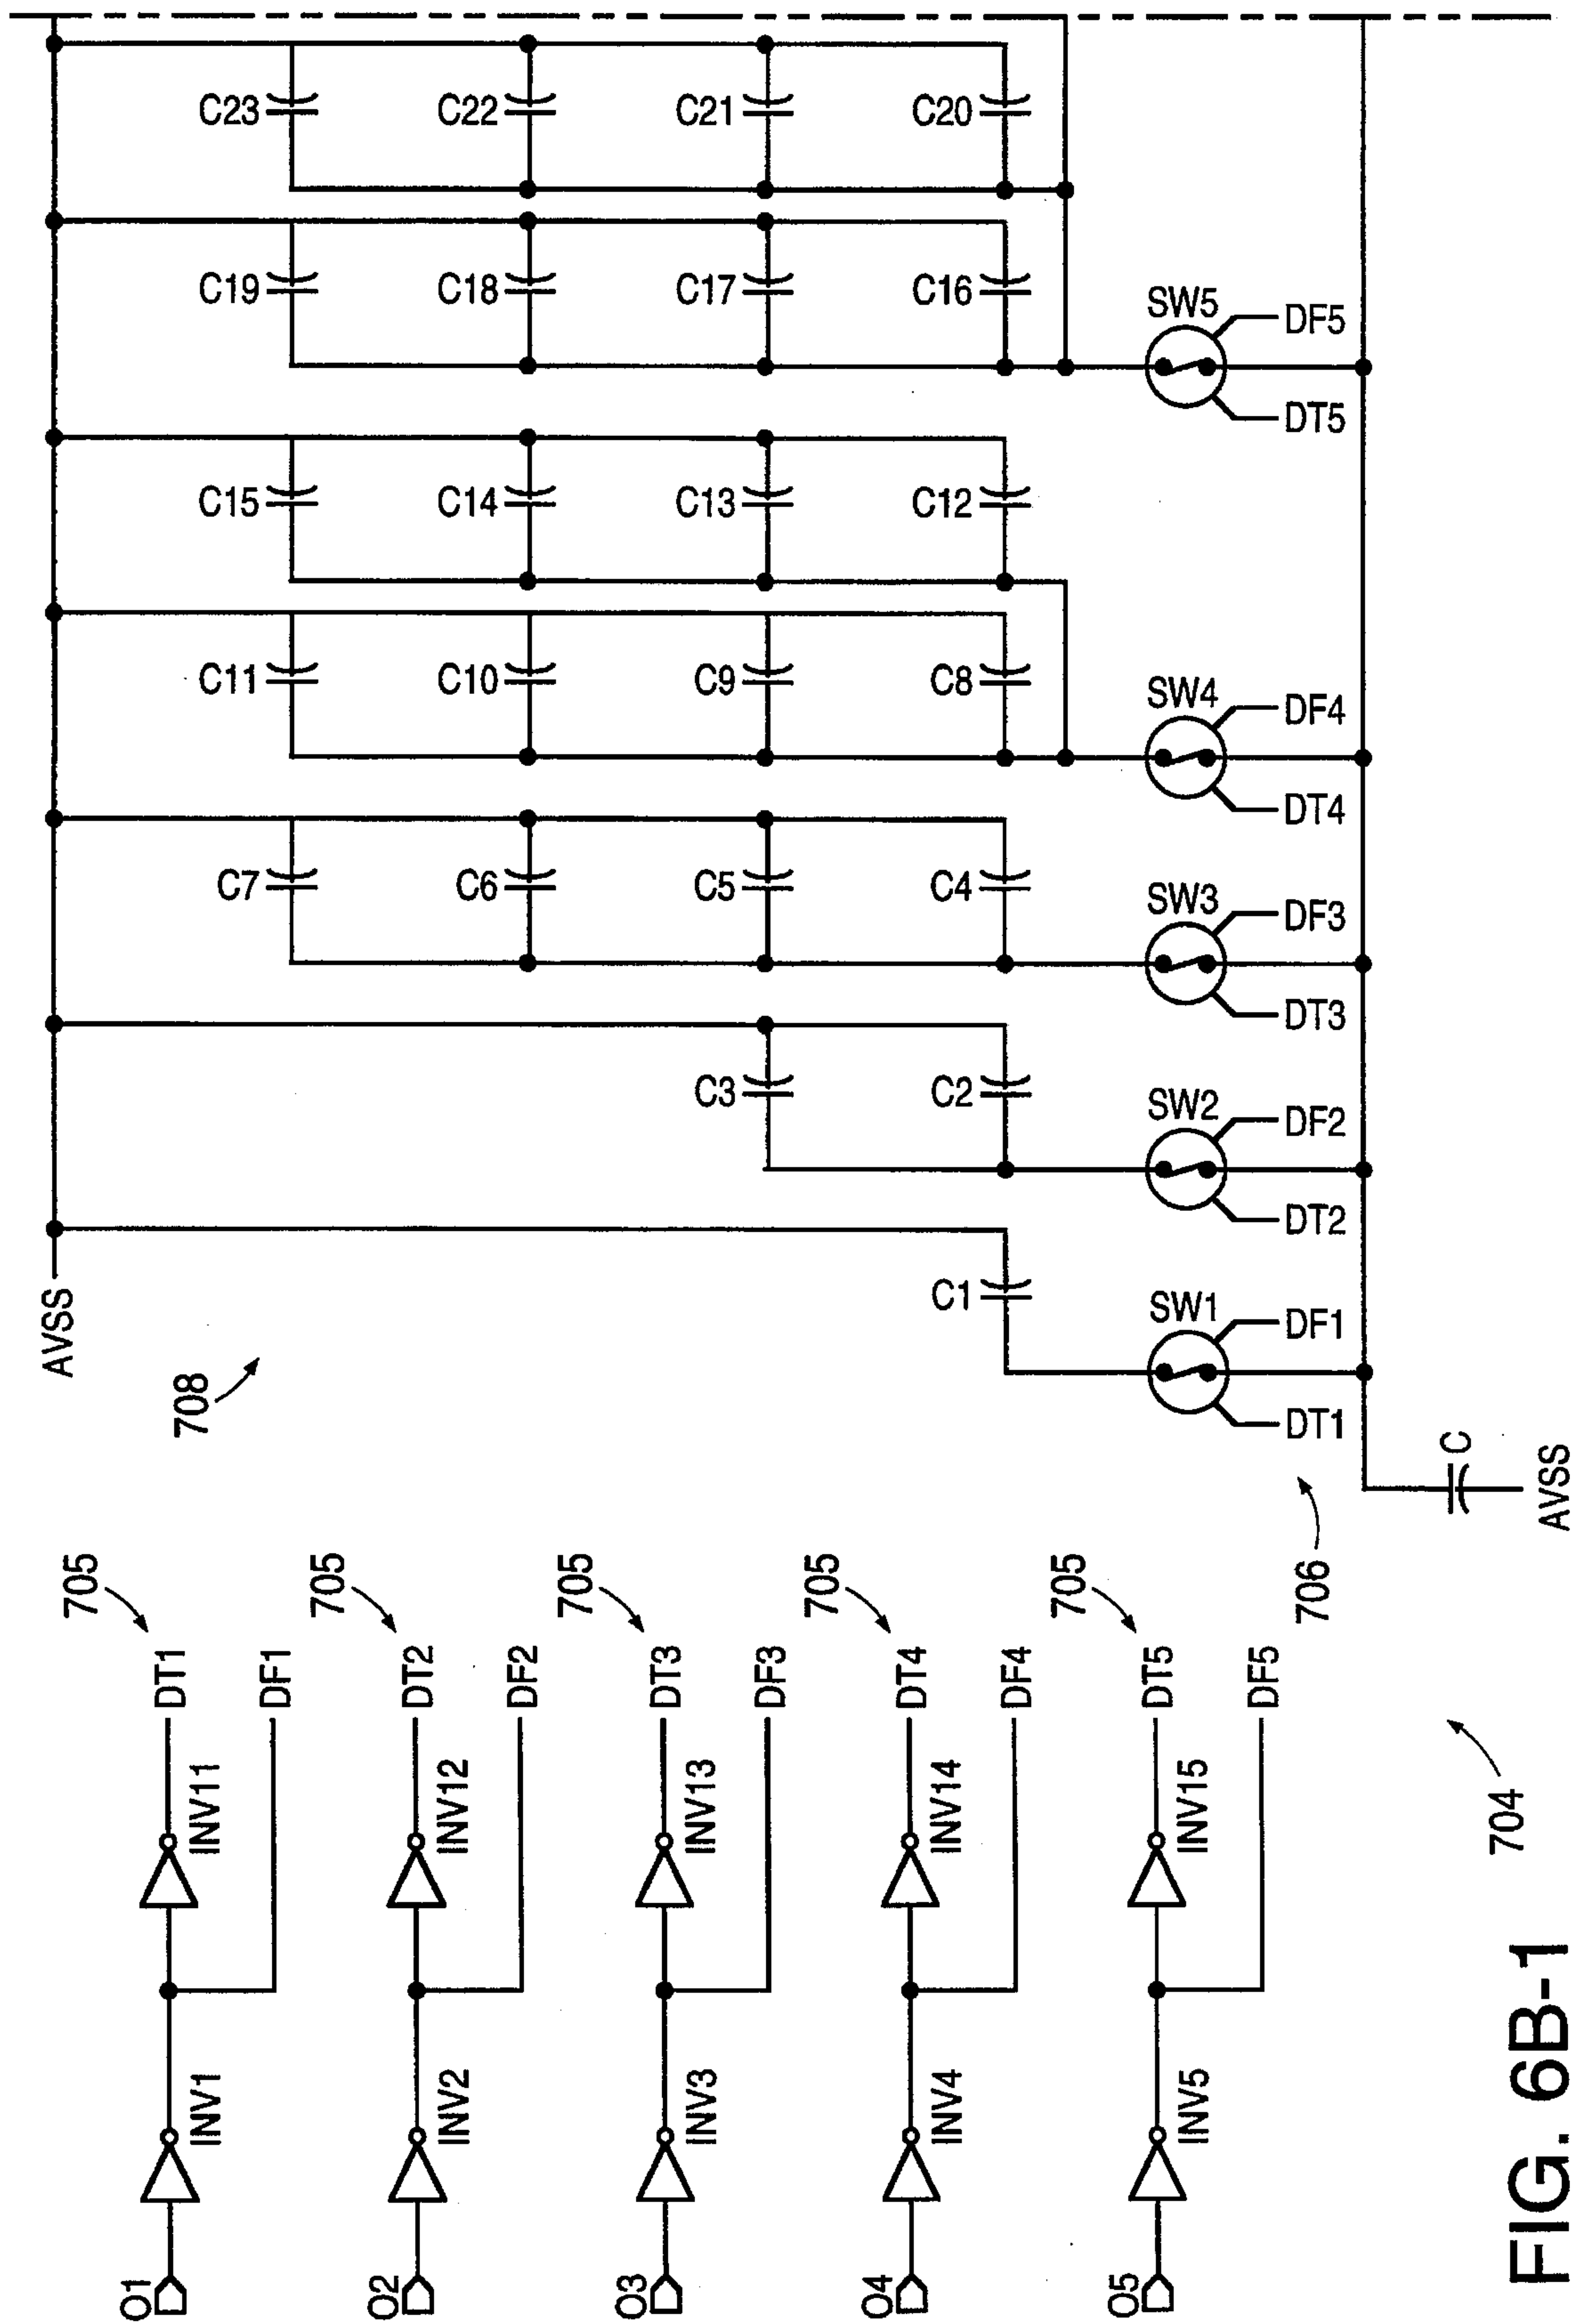 AVSS
708
C23
C22
C21
C20
C19
C18
C17
C16
SW5
DF5
DT5
C15
C14
C13
C12
C11
C10
C9
C8
SW4
DF4
DT4
C7
C6
C5
C4
SW3
DF3
DT3
C3
C2
SW2
DF2
DT2
C1
SW1
DF1
DT1
C
AVSS
706
704
O1
INV1
INV11
DT1
DF1
705
O2
INV2
INV12
DT2
DF2
705
O3
INV3
INV13
DT3
DF3
705
O4
INV4
INV14
DT4
DF4
705
O5
INV5
INV15
DT5
DF5
705
FIG. 6B-1